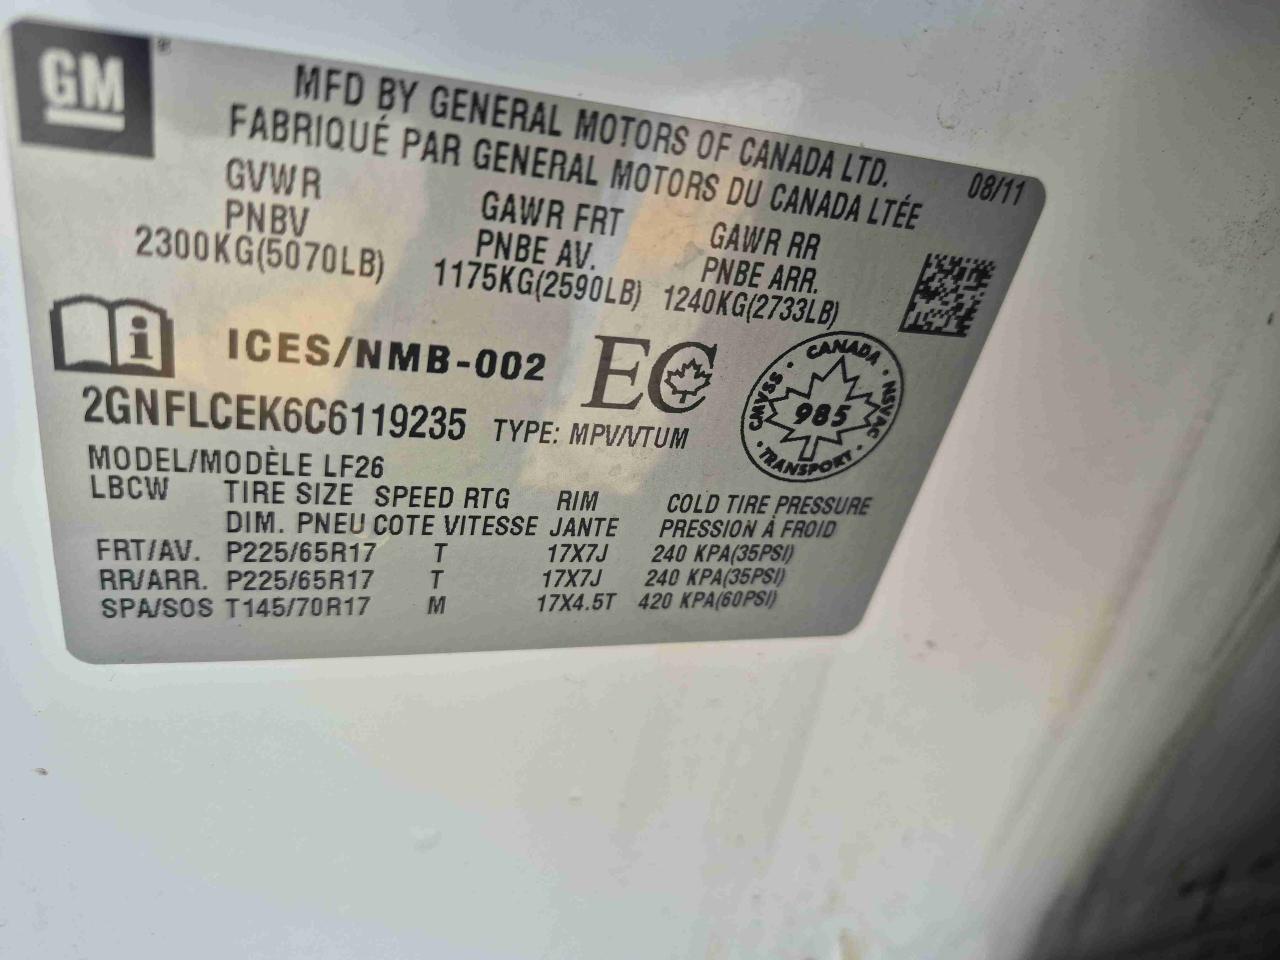 GM ®
MFD BY GENERAL MOTORS OF CANADA LTD.
FABRIQUÉ PAR GENERAL MOTORS DU CANADA LTÉE
08/11
GVWR GAWR FRT GAWR RR
PNBV PNBE AV. PNBE ARR.
2300KG(5070LB) 1175KG(2590LB) 1240KG(2733LB)
i ICES/NMB-002 EC
CANADA
CMVSS · NSVAC
985
· TRANSPORT ·
2GNFLCEK6C6119235 TYPE: MPV/VTUM
MODEL/MODÈLE LF26
LBCW TIRE SIZE SPEED RTG RIM COLD TIRE PRESSURE
DIM. PNEU COTE VITESSE JANTE PRESSION À FROID
FRT/AV. P225/65R17 T 17X7J 240 KPA(35PSI)
RR/ARR. P225/65R17 T 17X7J 240 KPA(35PSI)
SPA/SOS T145/70R17 M 17X4.5T 420 KPA(60PSI)